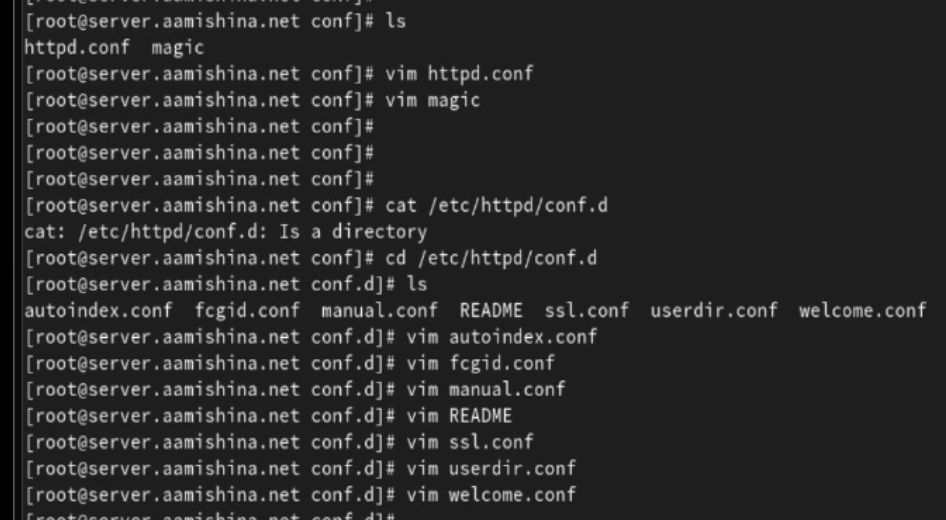 [root@server.aamishina.net conf]#
[root@server.aamishina.net conf]# ls
httpd.conf  magic
[root@server.aamishina.net conf]# vim httpd.conf
[root@server.aamishina.net conf]# vim magic
[root@server.aamishina.net conf]#
[root@server.aamishina.net conf]#
[root@server.aamishina.net conf]#
[root@server.aamishina.net conf]# cat /etc/httpd/conf.d
cat: /etc/httpd/conf.d: Is a directory
[root@server.aamishina.net conf]# cd /etc/httpd/conf.d
[root@server.aamishina.net conf.d]# ls
autoindex.conf  fcgid.conf  manual.conf  README  ssl.conf  userdir.conf  welcome.conf
[root@server.aamishina.net conf.d]# vim autoindex.conf
[root@server.aamishina.net conf.d]# vim fcgid.conf
[root@server.aamishina.net conf.d]# vim manual.conf
[root@server.aamishina.net conf.d]# vim README
[root@server.aamishina.net conf.d]# vim ssl.conf
[root@server.aamishina.net conf.d]# vim userdir.conf
[root@server.aamishina.net conf.d]# vim welcome.conf
[root@server.aamishina.net conf.d]#